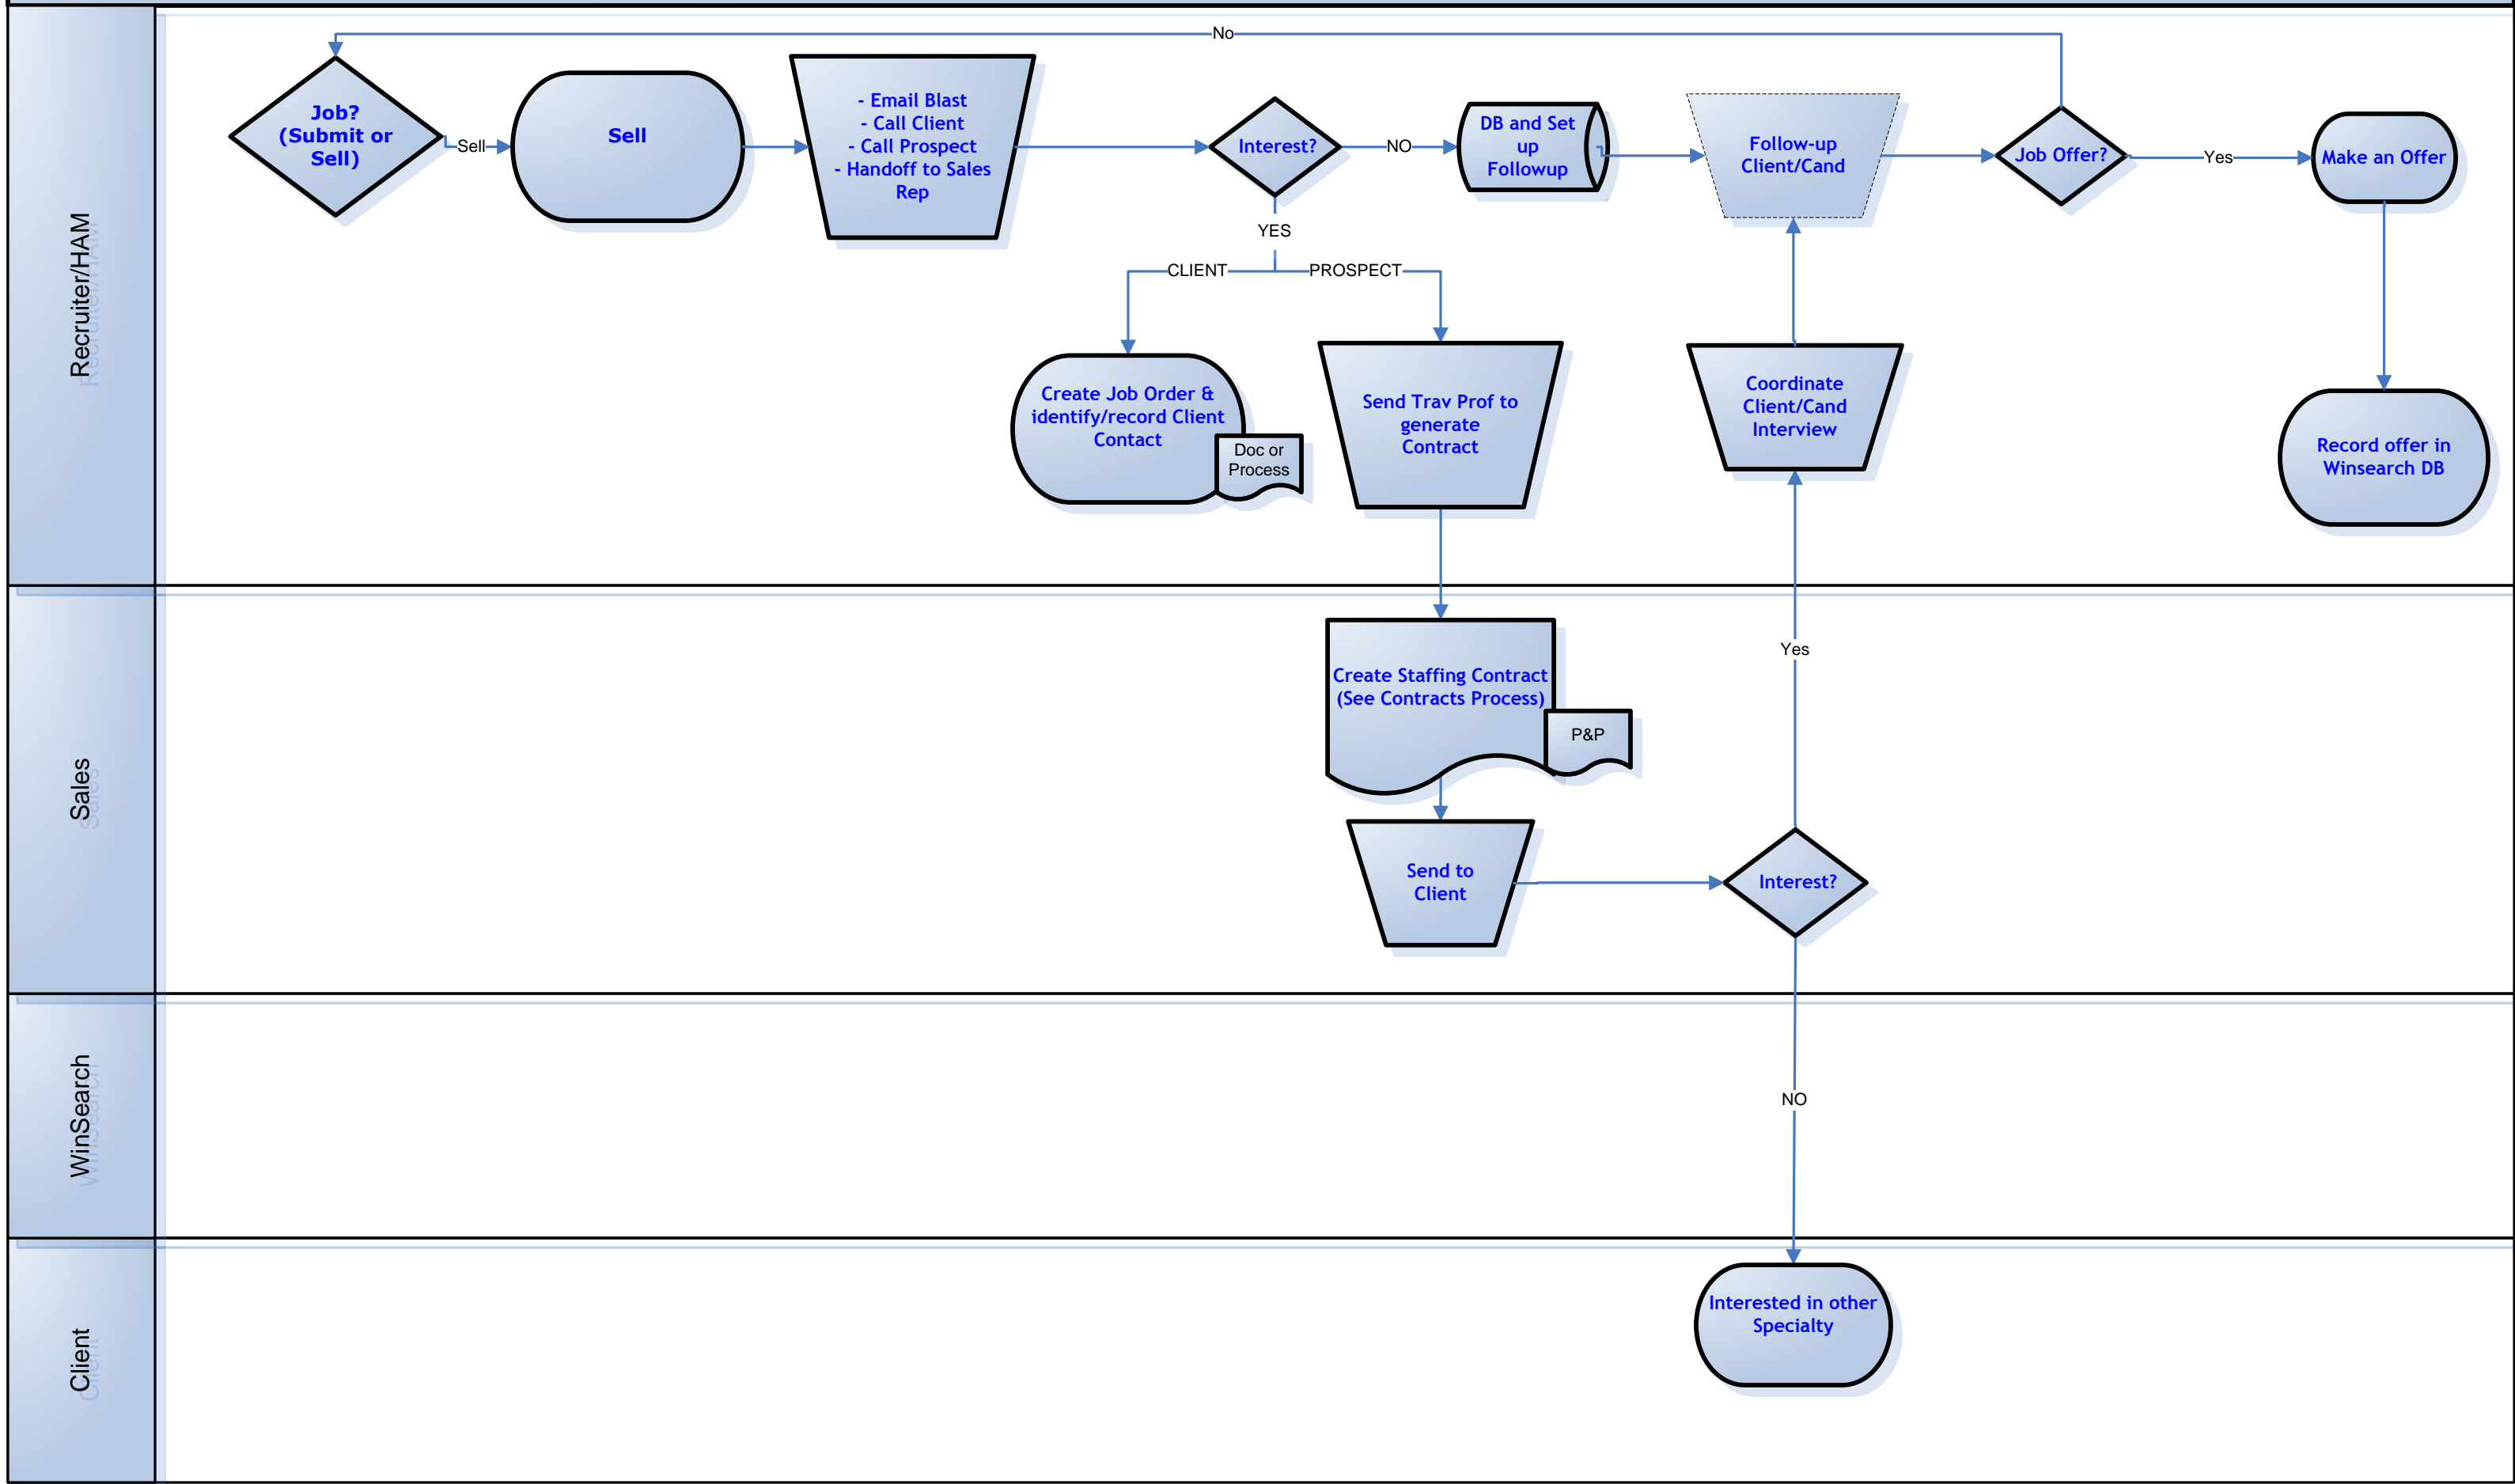 Recruiter/HAM
No
Job?
(Submit or
Sell)
Sell
Sell
- Email Blast
- Call Client
- Call Prospect
- Handoff to Sales
Rep
Interest?
NO
DB and Set
up
Followup
Follow-up
Client/Cand
Job Offer?
Yes
Make an Offer
YES
CLIENT
PROSPECT
Create Job Order &
identify/record Client
Contact
Doc or
Process
Send Trav Prof to
generate
Contract
Coordinate
Client/Cand
Interview
Record offer in
Winsearch DB
Sales
Create Staffing Contract
(See Contracts Process)
P&P
Yes
Send to
Client
Interest?
WinSearch
NO
Client
Interested in other
Specialty